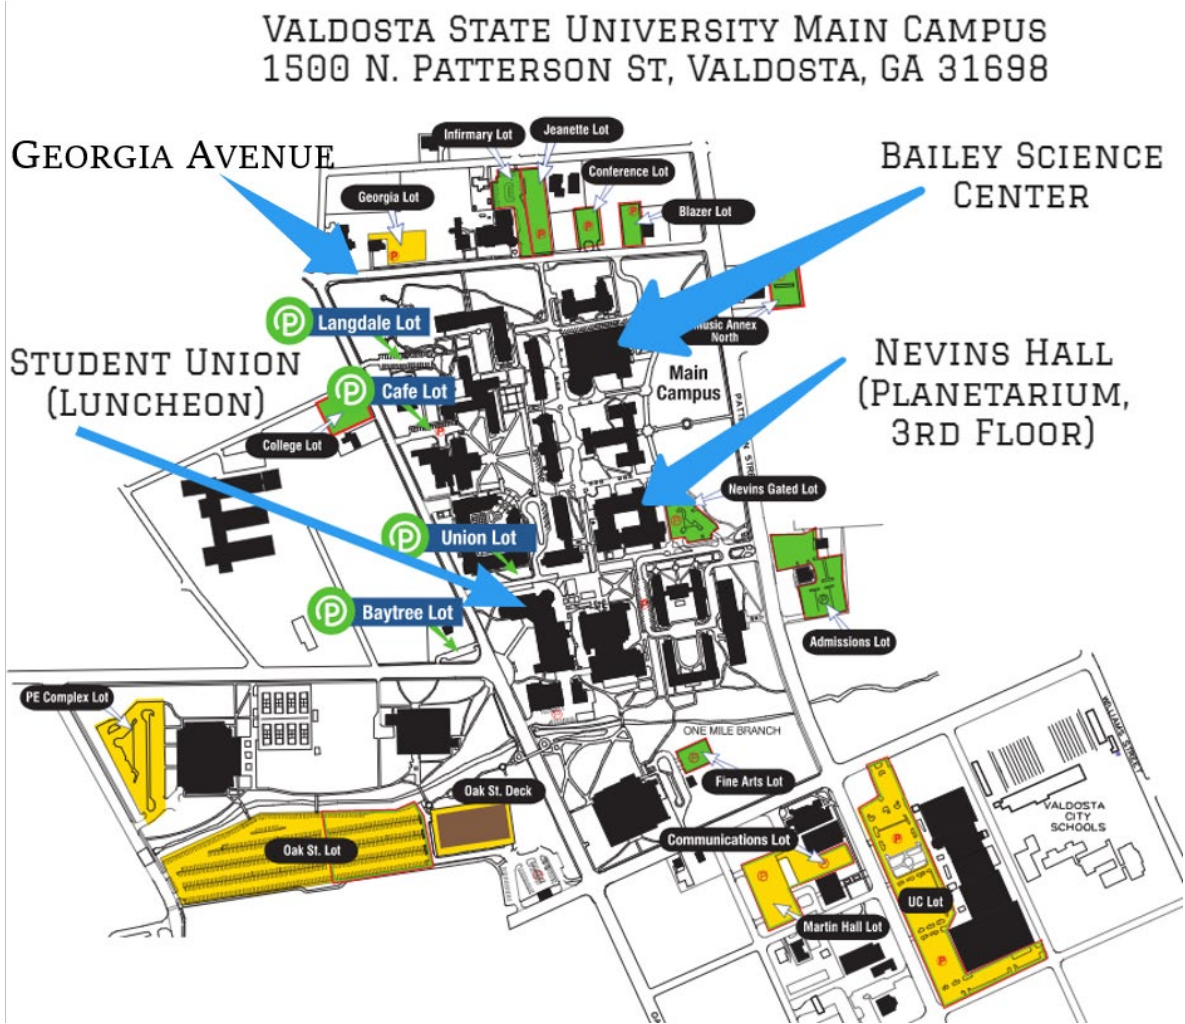 VALDOSTA STATE UNIVERSITY MAIN CAMPUS
1500 N. PATTERSON ST, VALDOSTA, GA 31698
GEORGIA AVENUE
Infirmary Lot
Jeanette Lot
BAILEY SCIENCE
CENTER
Conference Lot
Georgia Lot
Blazer Lot
Langdale Lot
Music Annex
North
STUDENT UNION
(LUNCHEON)
NEVINS HALL
(PLANETARIUM,
3RD FLOOR)
Main
Campus
Cafe Lot
College Lot
Nevins Gated Lot
Union Lot
Baytree Lot
Admissions Lot
PE Complex Lot
ONE MILE BRANCH
WILLIAMS STREET
Fine Arts Lot
Oak St. Deck
VALDOSTA
CITY
SCHOOLS
Communications Lot
Oak St. Lot
UC Lot
Martin Hall Lot